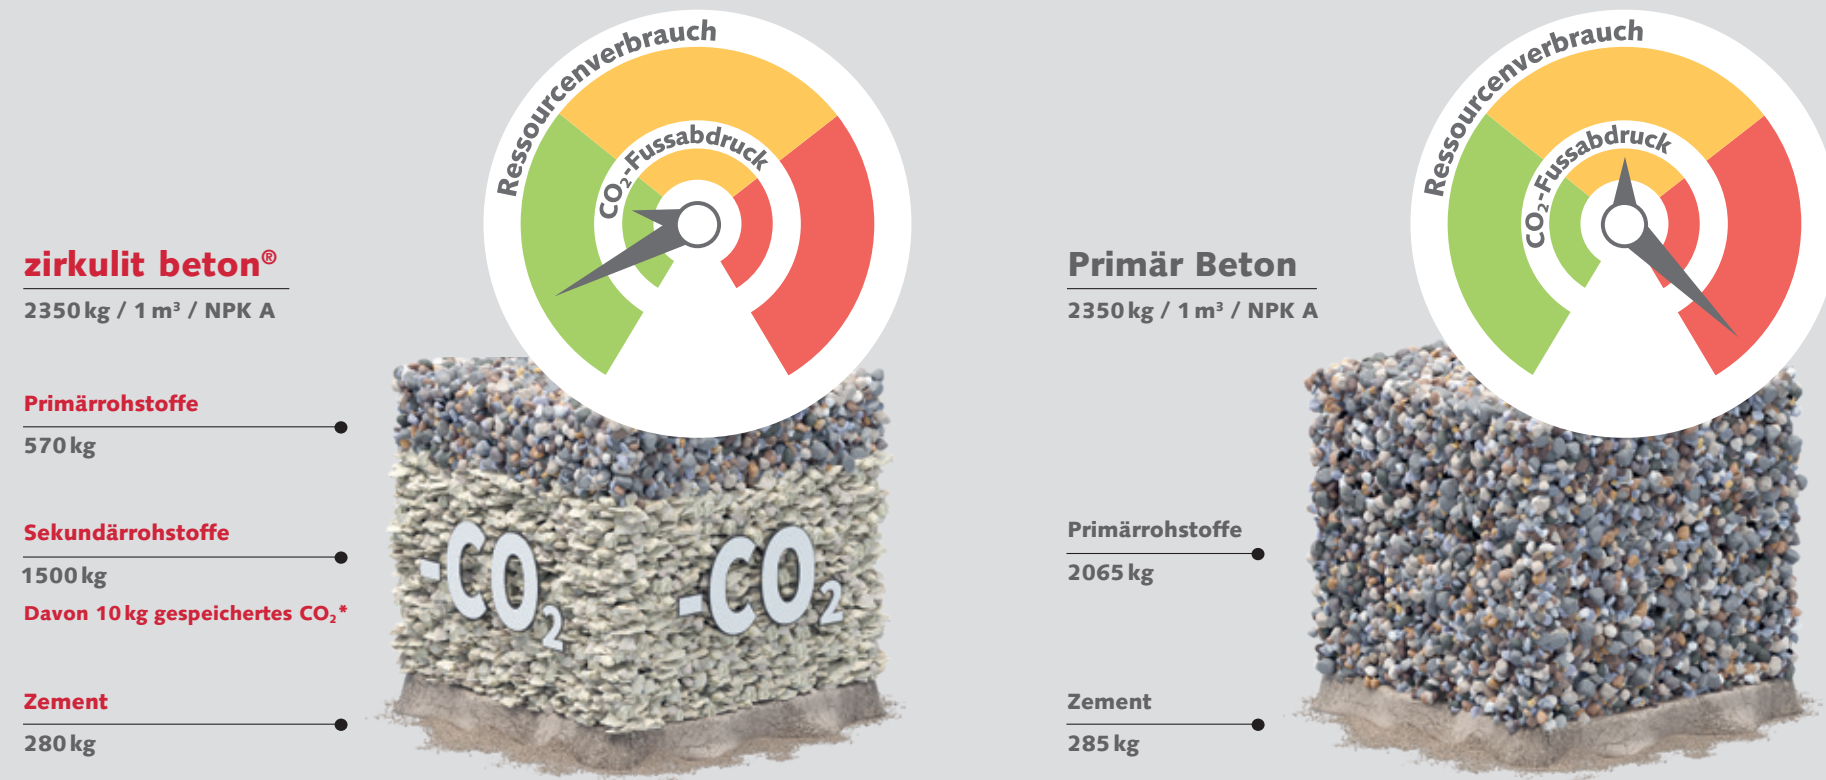 Ressourcenverbrauch
CO₂-Fussabdruck
zirkulit beton®
2350 kg / 1 m³ / NPK A
Primärrohstoffe
570 kg
Sekundärrohstoffe
1500 kg
Davon 10 kg gespeichertes CO₂*
Zement
280 kg
-CO₂
-CO₂
Ressourcenverbrauch
CO₂-Fussabdruck
Primär Beton
2350 kg / 1 m³ / NPK A
Primärrohstoffe
2065 kg
Zement
285 kg